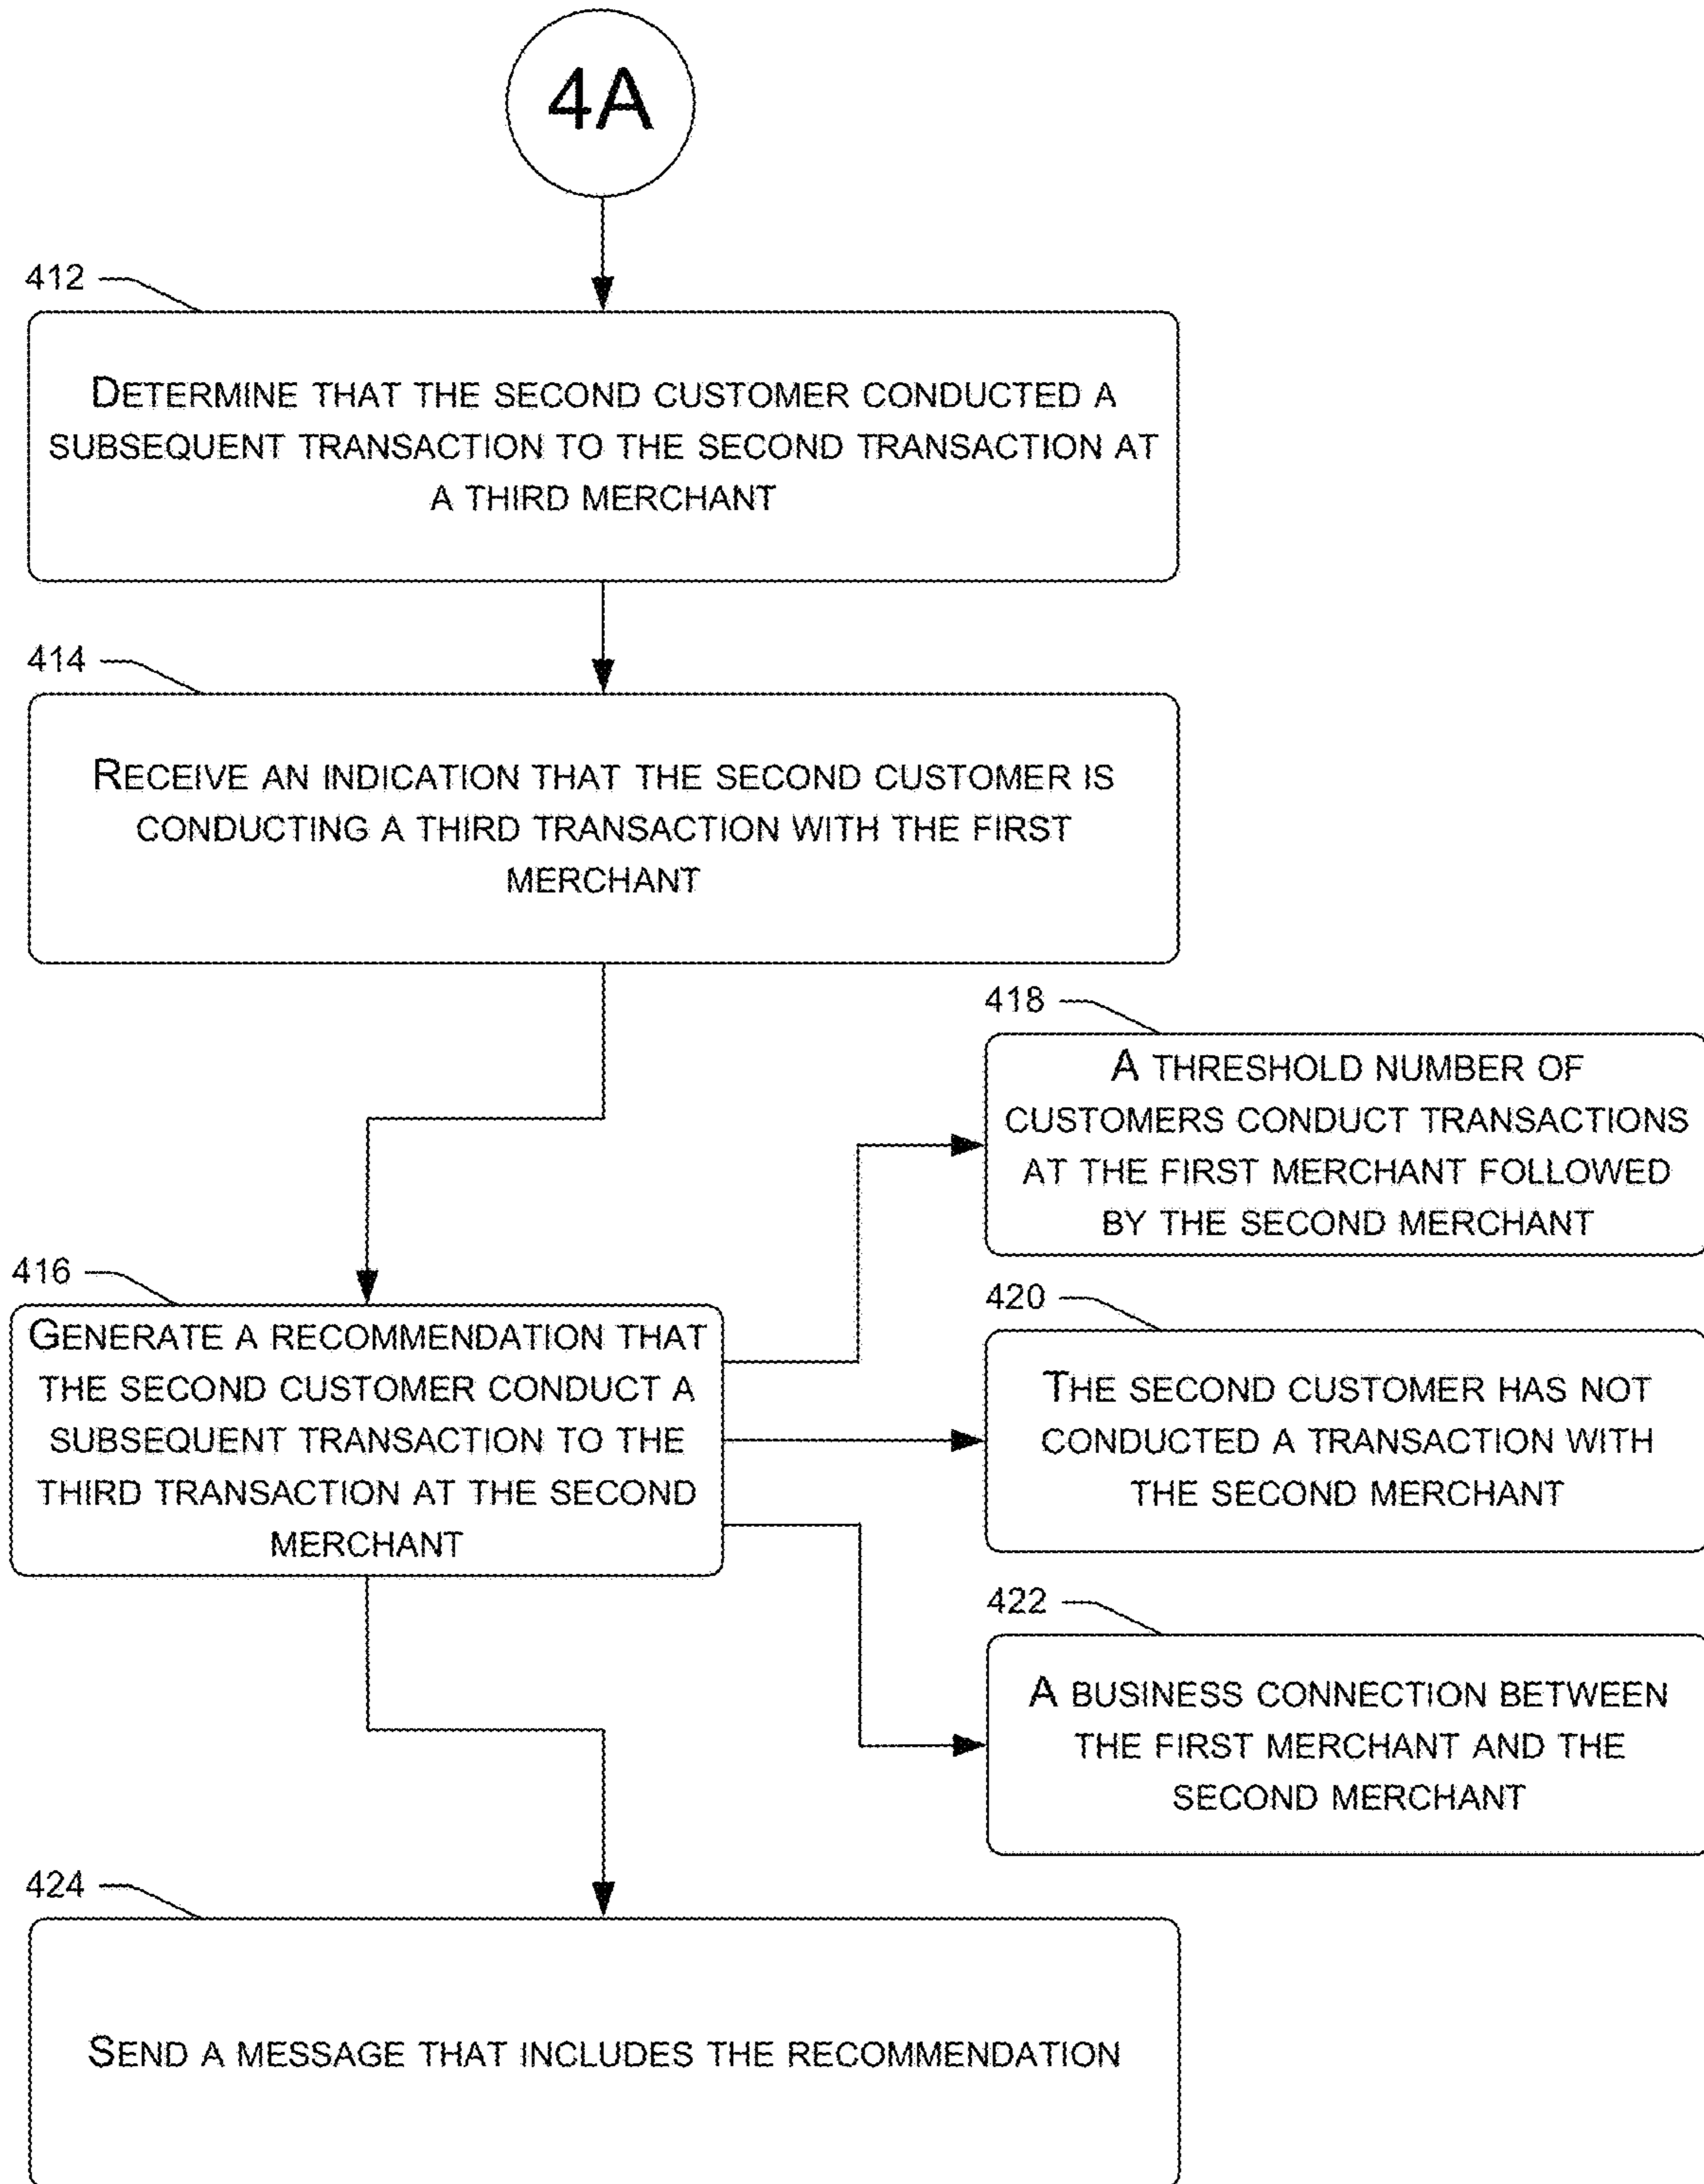 4A
412
DETERMINE THAT THE SECOND CUSTOMER CONDUCTED A
SUBSEQUENT TRANSACTION TO THE SECOND TRANSACTION AT
A THIRD MERCHANT
414
RECEIVE AN INDICATION THAT THE SECOND CUSTOMER IS
CONDUCTING A THIRD TRANSACTION WITH THE FIRST
MERCHANT
416
GENERATE A RECOMMENDATION THAT
THE SECOND CUSTOMER CONDUCT A
SUBSEQUENT TRANSACTION TO THE
THIRD TRANSACTION AT THE SECOND
MERCHANT
418
A THRESHOLD NUMBER OF
CUSTOMERS CONDUCT TRANSACTIONS
AT THE FIRST MERCHANT FOLLOWED
BY THE SECOND MERCHANT
420
THE SECOND CUSTOMER HAS NOT
CONDUCTED A TRANSACTION WITH
THE SECOND MERCHANT
422
A BUSINESS CONNECTION BETWEEN
THE FIRST MERCHANT AND THE
SECOND MERCHANT
424
SEND A MESSAGE THAT INCLUDES THE RECOMMENDATION